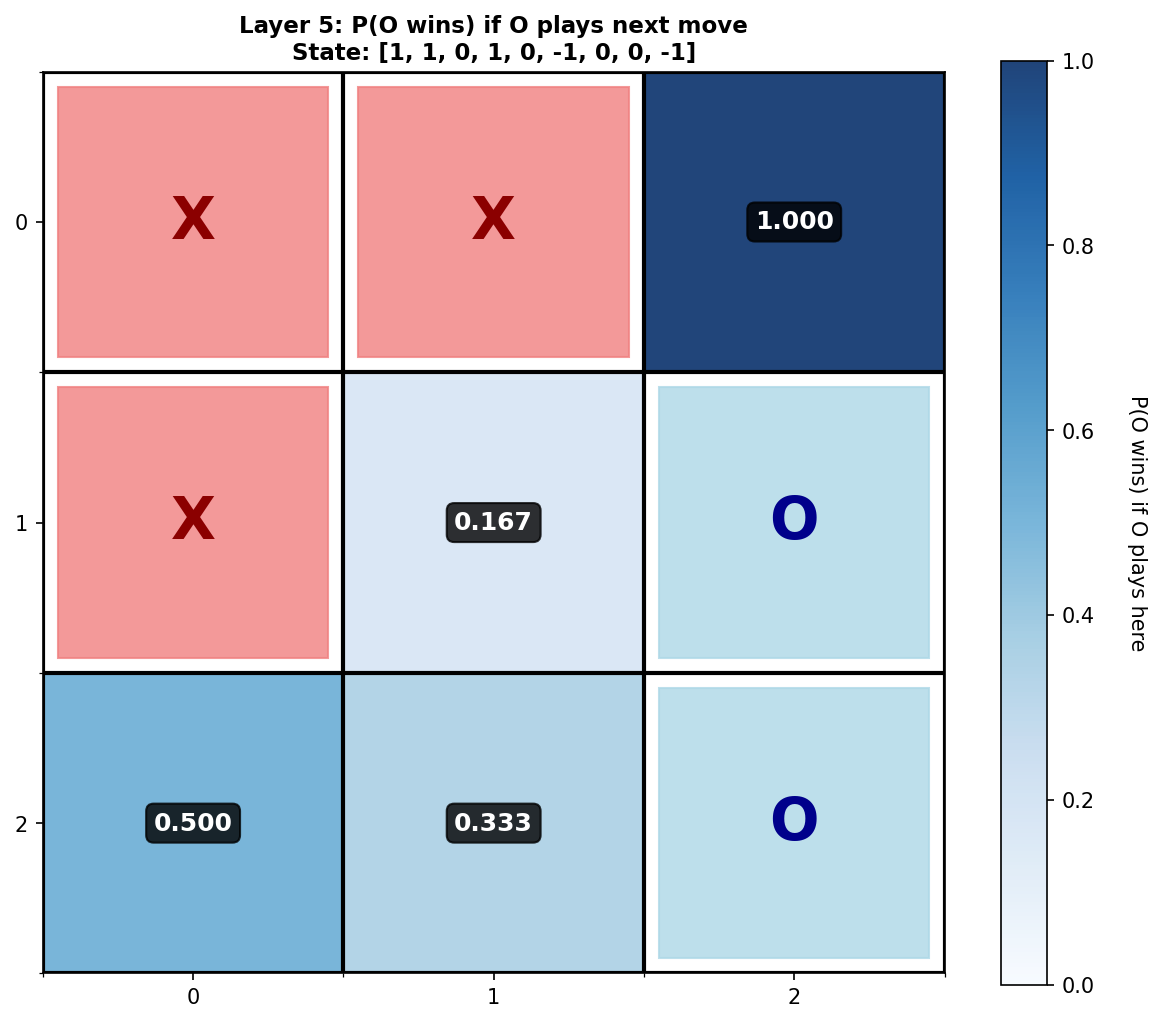 Layer 5: P(O wins) if O plays next move
State: [1, 1, 0, 1, 0, -1, 0, 0, -1]
0
X
X
1.000
1
X
0.167
O
2
0.500
0.333
O
0
1
2
1.0
0.8
0.6
0.4
0.2
0.0
P(O wins) if O plays here